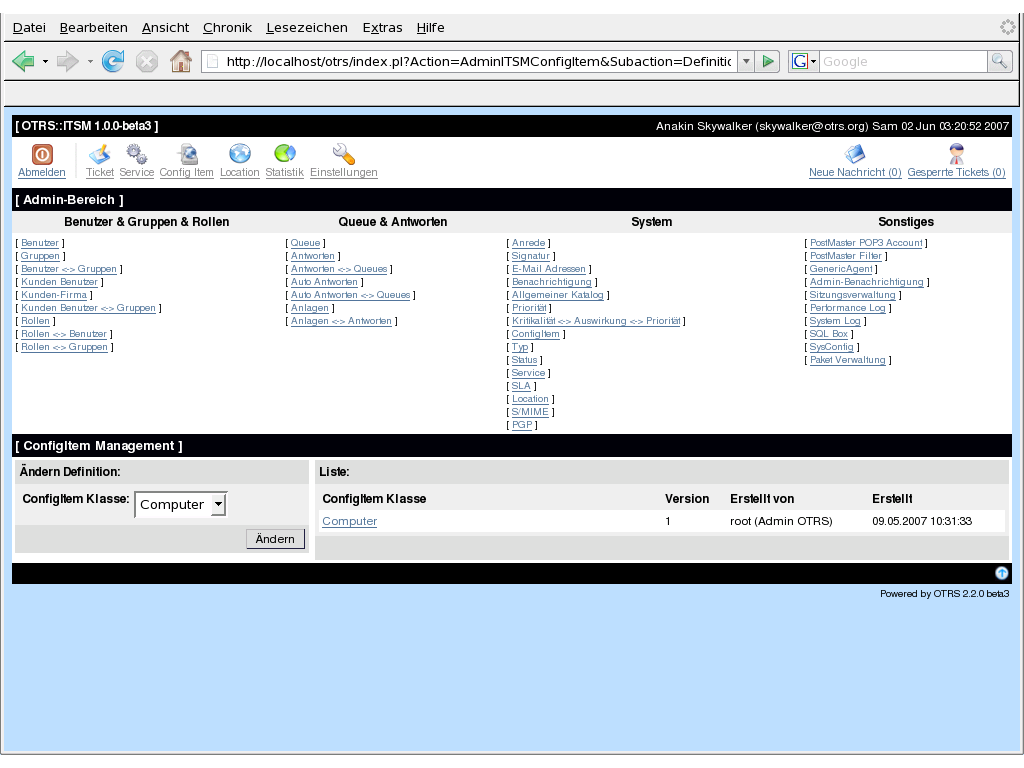 Datei Bearbeiten Ansicht Chronik Lesezeichen Extras Hilfe
http://localhost/otrs/index.pl?Action=AdminITSMConfigItem&Subaction=Definitic
G Google
[ OTRS::ITSM 1.0.0-beta3 ] Anakin Skywalker (skywalker@otrs.org) Sam 02 Jun 03:20:52 2007
Abmelden Ticket Service Config Item Location Statistik Einstellungen Neue Nachricht (0) Gesperrte Tickets (0)
[ Admin-Bereich ]
Benutzer & Gruppen & Rollen Queue & Antworten System Sonstiges
[ Benutzer ] [ Queue ] [ Anrede ] [ PostMaster POP3 Account ]
[ Gruppen ] [ Antworten ] [ Signatur ] [ PostMaster Filter ]
[ Benutzer <-> Gruppen ] [ Antworten <-> Queues ] [ E-Mail Adressen ] [ GenericAgent ]
[ Kunden Benutzer ] [ Auto Antworten ] [ Benachrichtigung ] [ Admin-Benachrichtigung ]
[ Kunden-Firma ] [ Auto Antworten <-> Queues ] [ Allgemeiner Katalog ] [ Sitzungsverwaltung ]
[ Kunden Benutzer <-> Gruppen ] [ Anlagen ] [ Priorität ] [ Performance Log ]
[ Rollen ] [ Anlagen <-> Antworten ] [ Kritikalität <-> Auswirkung <-> Priorität ] [ System Log ]
[ Rollen <-> Benutzer ] [ ConfigItem ] [ SQL Box ]
[ Rollen <-> Gruppen ] [ Typ ] [ SysConfig ]
[ Status ] [ Paket Verwaltung ]
[ Service ]
[ SLA ]
[ Location ]
[ S/MIME ]
[ PGP ]
[ ConfigItem Management ]
Ändern Definition: Liste:
ConfigItem Klasse: Computer ConfigItem Klasse Version Erstellt von Erstellt
Computer 1 root (Admin OTRS) 09.05.2007 10:31:33
Ändern
Powered by OTRS 2.2.0 beta3